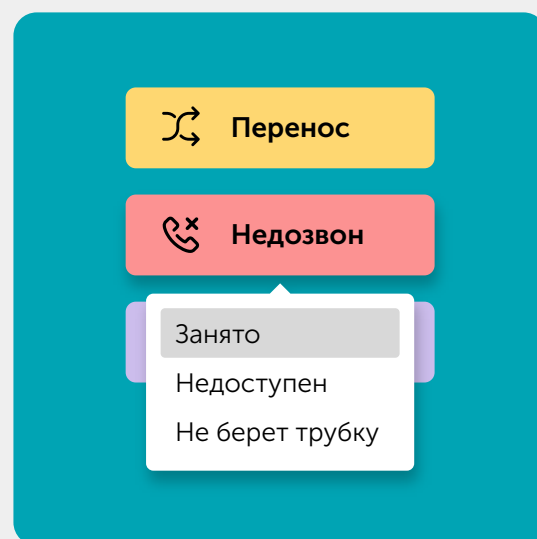 Перенос
Недозвон
Занято
Недоступен
Не берет трубку